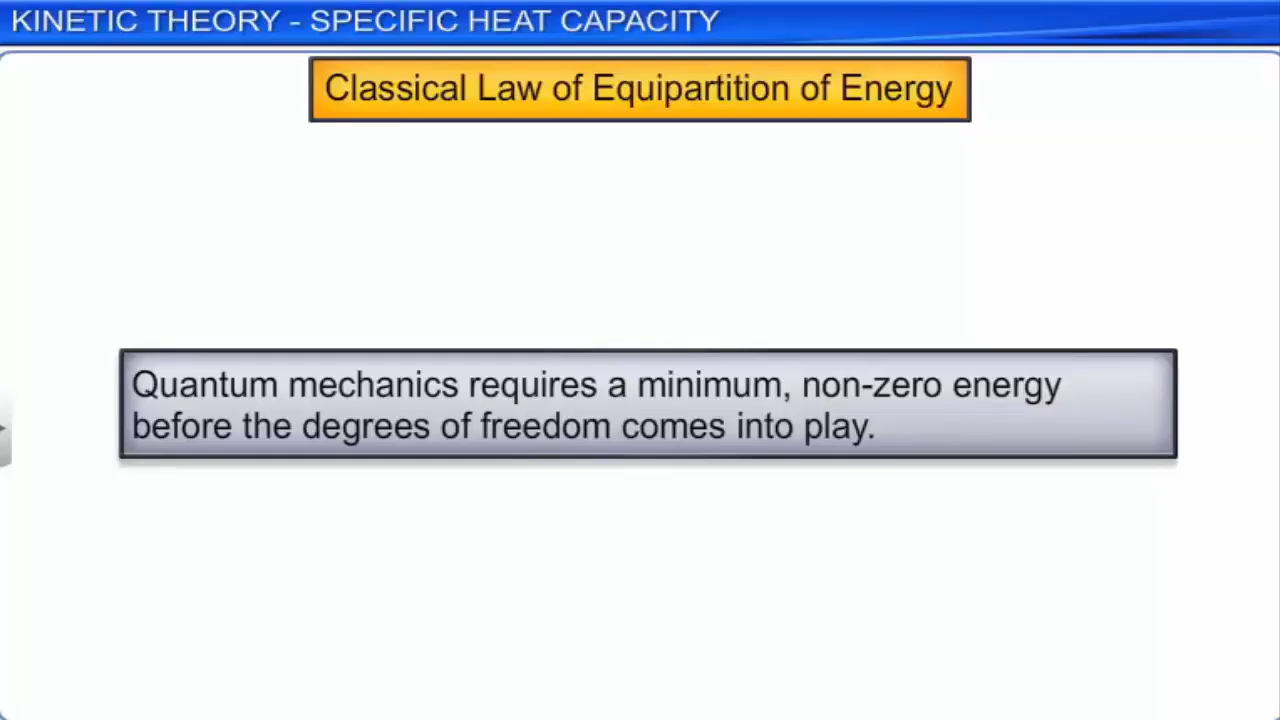 KINETIC THEORY - SPECIFIC HEAT CAPACITY
Classical Law of Equipartition of Energy
Quantum mechanics requires a minimum, non-zero energy
before the degrees of freedom comes into play.